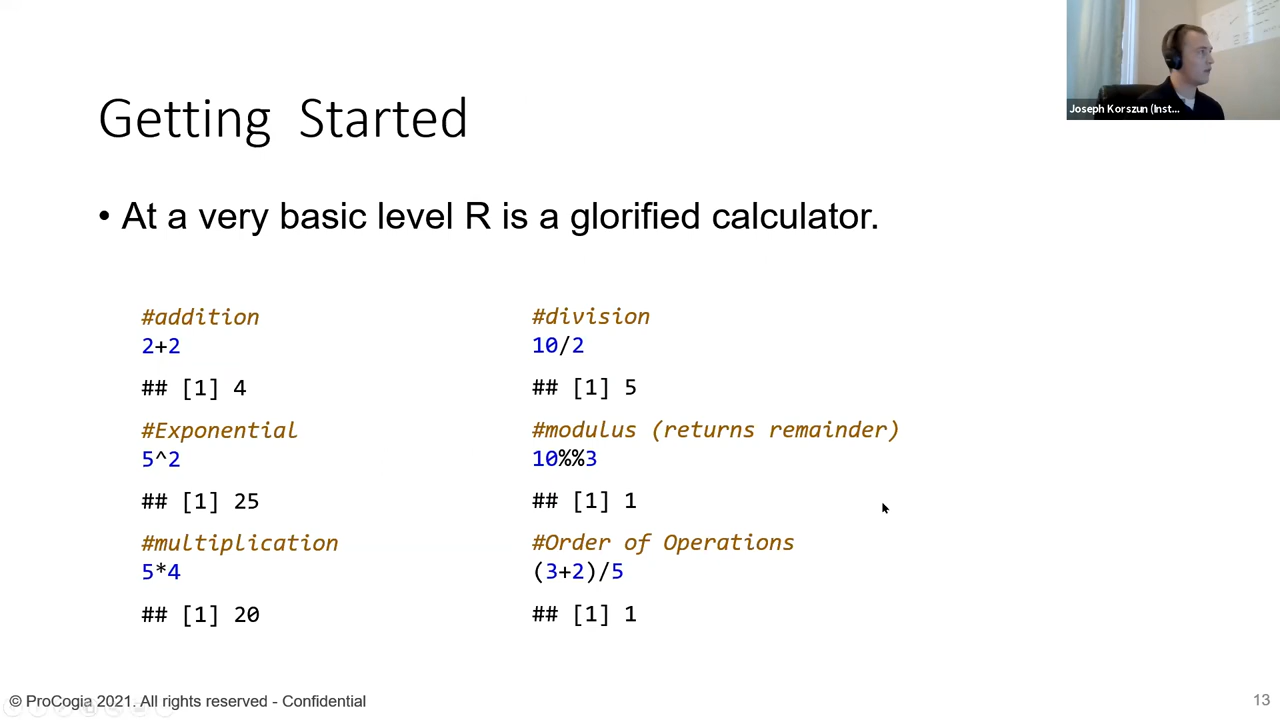 Joseph Korszun (Inst...
Getting Started
• At a very basic level R is a glorified calculator.
#addition
2+2
## [1] 4
#Exponential
5^2
## [1] 25
#multiplication
5*4
## [1] 20
#division
10/2
## [1] 5
#modulus (returns remainder)
10%%3
## [1] 1
#Order of Operations
(3+2)/5
## [1] 1
© ProCogia 2021. All rights reserved - Confidential
13